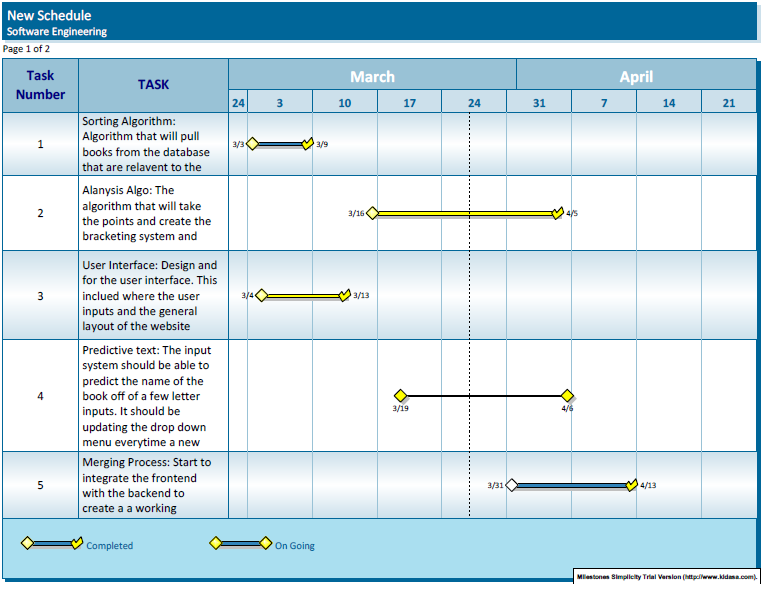 New Schedule
Software Engineering
Page 1 of 2
Task
Number
TASK
March
April
24
3
10
17
24
31
7
14
21
1
Sorting Algorithm:
Algorithm that will pull
books from the database
that are relavent to the
3/3
3/9
2
Alanysis Algo: The
algorithm that will take
the points and create the
bracketing system and
3/16
4/5
3
User Interface: Design and
for the user interface. This
inclued where the user
inputs and the general
layout of the website
3/4
3/13
4
Predictive text: The input
system should be able to
predict the name of the
book off of a few letter
inputs. It should be
updating the drop down
menu everytime a new
3/19
4/6
5
Merging Process: Start to
integrate the frontend
with the backend to
create a a working
3/31
4/13
Completed
On Going
Milestones Simplicity Trial Version (http://www.kidasa.com).